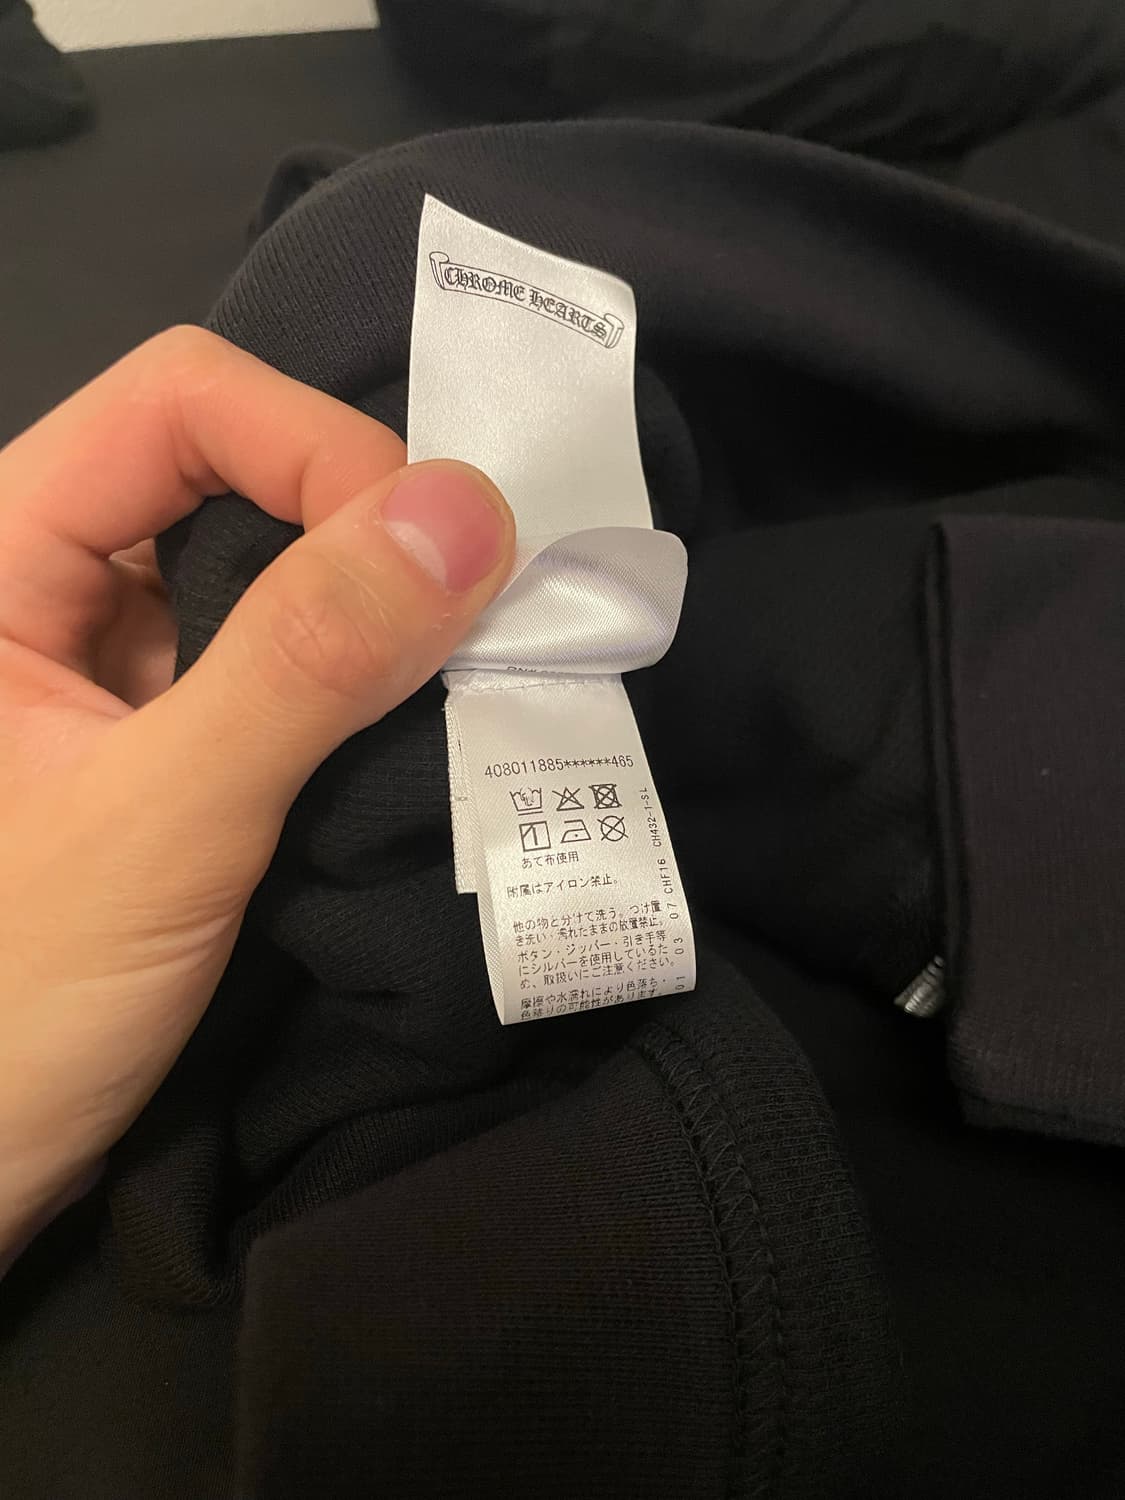 CHROME HEARTS
408011885******465
あて布使用
附属はアイロン禁止。
他の物と分けて洗う。つけ置
き洗い・濡れたままの放置禁止。
ボタン・ジッパー・引き手等
にシルバーを使用しているた
め、取扱いにご注意ください。
摩擦や水濡れにより色落ち・
色移りの可能性があります。
01 03 07 CHF16 CH432-1-SL